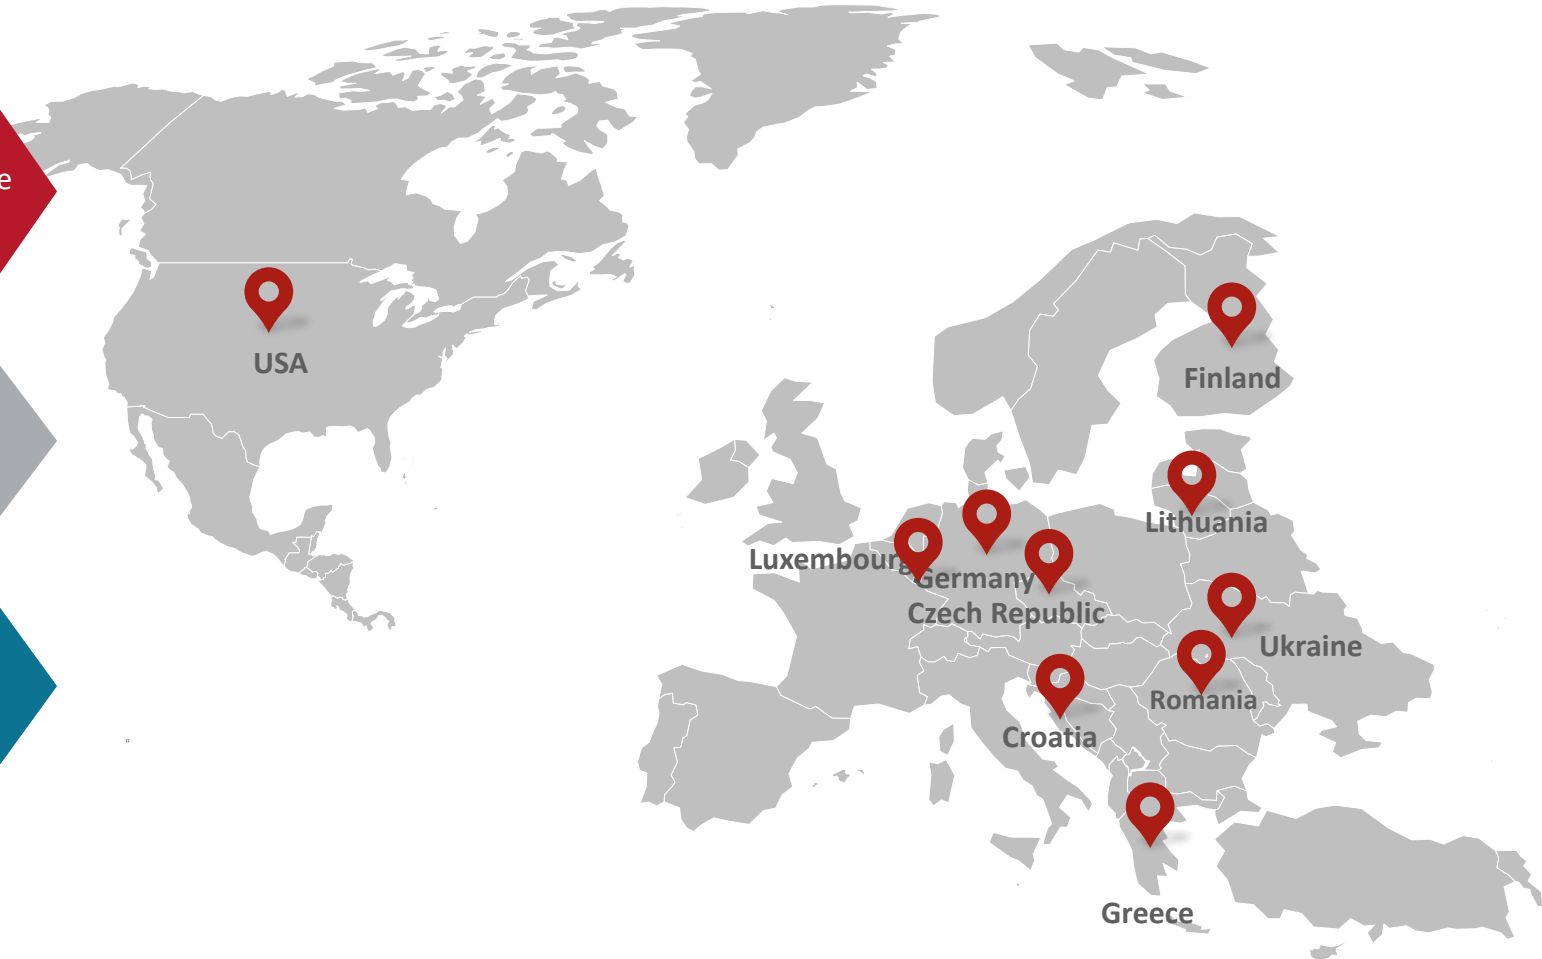 e
USA
Finland
Lithuania
Luxembourg
Germany
Czech Republic
Ukraine
Romania
Croatia
Greece